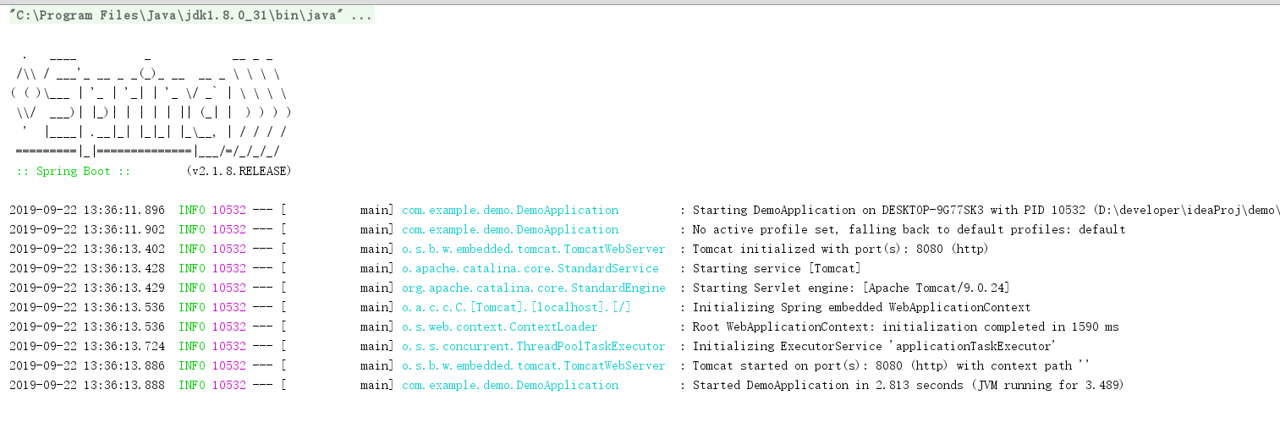 "C:\Program Files\Java\jdk1.8.0_31\bin\java" ...
  .   ____          _            __ _ _
 /\\ / ___'_ __ _ _(_)_ __  __ _ \ \ \ \
( ( )\___ | '_ | '_| | '_ \/ _` | \ \ \ \
 \\/  ___)| |_)| | | | | || (_| |  ) ) ) )
  '  |____| .__|_| |_|_| |_\__, | / / / /
 =========|_|==============|___/=/_/_/_/
 :: Spring Boot ::        (v2.1.8.RELEASE)
2019-09-22 13:36:11.896  INFO 10532 --- [           main] com.example.demo.DemoApplication         : Starting DemoApplication on DESKTOP-9G77SK3 with PID 10532 (D:\developer\ideaProj\demo\
2019-09-22 13:36:11.902  INFO 10532 --- [           main] com.example.demo.DemoApplication         : No active profile set, falling back to default profiles: default
2019-09-22 13:36:13.402  INFO 10532 --- [           main] o.s.b.w.embedded.tomcat.TomcatWebServer  : Tomcat initialized with port(s): 8080 (http)
2019-09-22 13:36:13.428  INFO 10532 --- [           main] o.apache.catalina.core.StandardService   : Starting service [Tomcat]
2019-09-22 13:36:13.429  INFO 10532 --- [           main] org.apache.catalina.core.StandardEngine  : Starting Servlet engine: [Apache Tomcat/9.0.24]
2019-09-22 13:36:13.536  INFO 10532 --- [           main] o.a.c.c.C.[Tomcat].[localhost].[/]       : Initializing Spring embedded WebApplicationContext
2019-09-22 13:36:13.536  INFO 10532 --- [           main] o.s.web.context.ContextLoader            : Root WebApplicationContext: initialization completed in 1590 ms
2019-09-22 13:36:13.724  INFO 10532 --- [           main] o.s.s.concurrent.ThreadPoolTaskExecutor  : Initializing ExecutorService 'applicationTaskExecutor'
2019-09-22 13:36:13.886  INFO 10532 --- [           main] o.s.b.w.embedded.tomcat.TomcatWebServer  : Tomcat started on port(s): 8080 (http) with context path ''
2019-09-22 13:36:13.888  INFO 10532 --- [           main] com.example.demo.DemoApplication         : Started DemoApplication in 2.813 seconds (JVM running for 3.489)